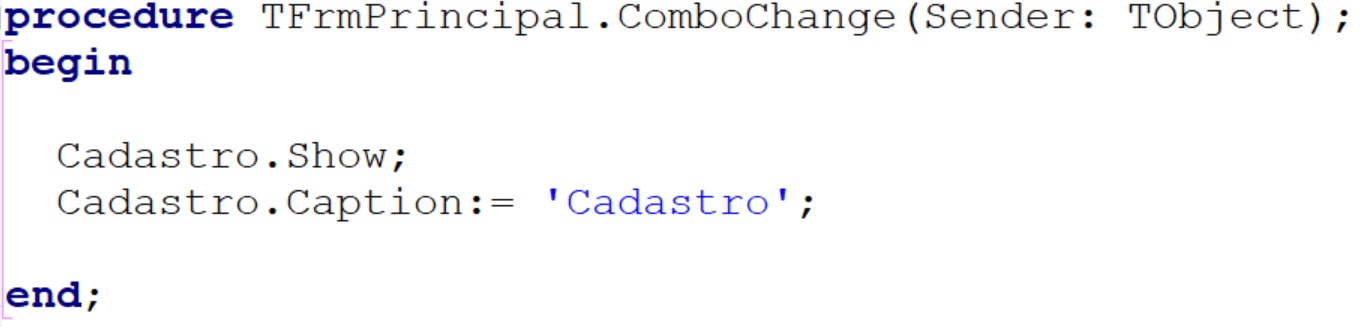 procedure TFrmPrincipal.ComboChange(Sender: TObject);
begin
Cadastro.Show;
Cadastro.Caption:= 'Cadastro';
end;